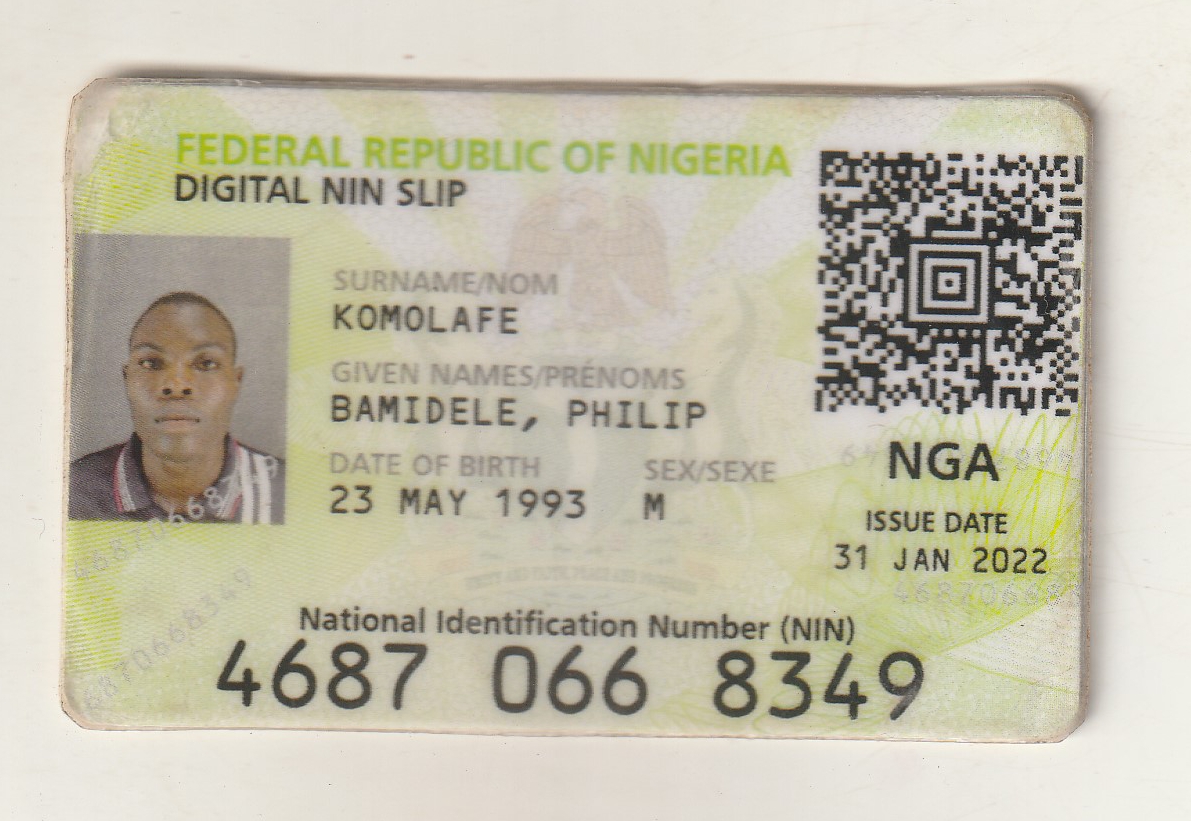 FEDERAL REPUBLIC OF NIGERIA
DIGITAL NIN SLIP
SURNAME/NOM
KOMOLAFE
GIVEN NAMES/PRÉNOMS
BAMIDELE, PHILIP
DATE OF BIRTH SEX/SEXE
23 MAY 1993 M
NGA
ISSUE DATE
31 JAN 2022
National Identification Number (NIN)
4687 066 8349